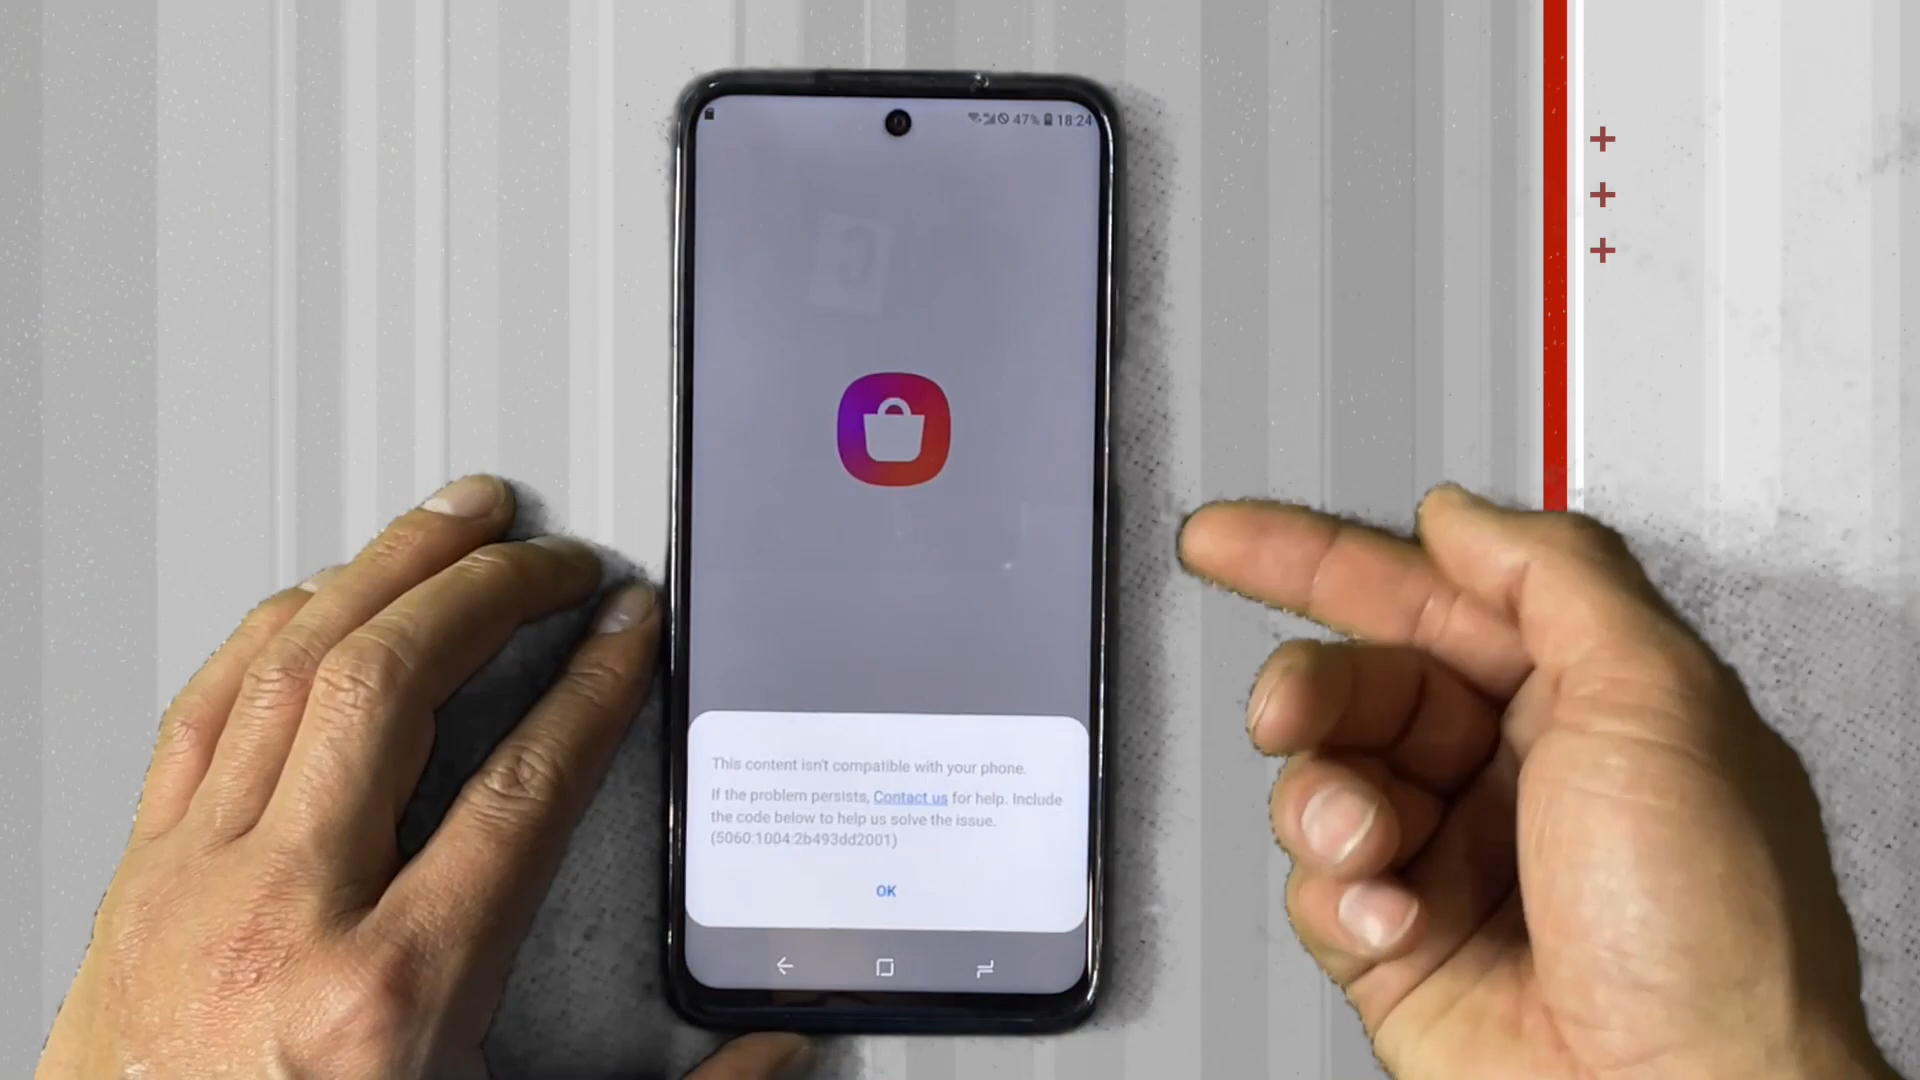 47% 18:24
This content isn't compatible with your phone.
If the problem persists, Contact us for help. Include
the code below to help us solve the issue.
(5060:1004:2b493dd2001)
OK